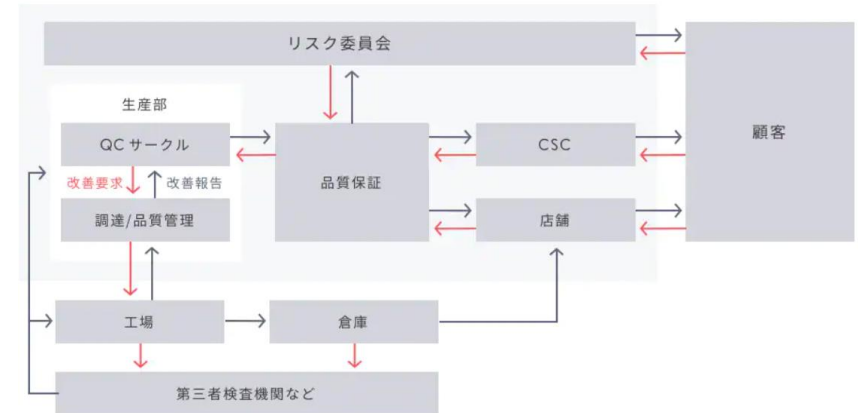 リスク委員会
生産部
QC サークル
改善要求
改善報告
調達/品質管理
品質保証
CSC
店舗
顧客
工場
倉庫
第三者検査機関など